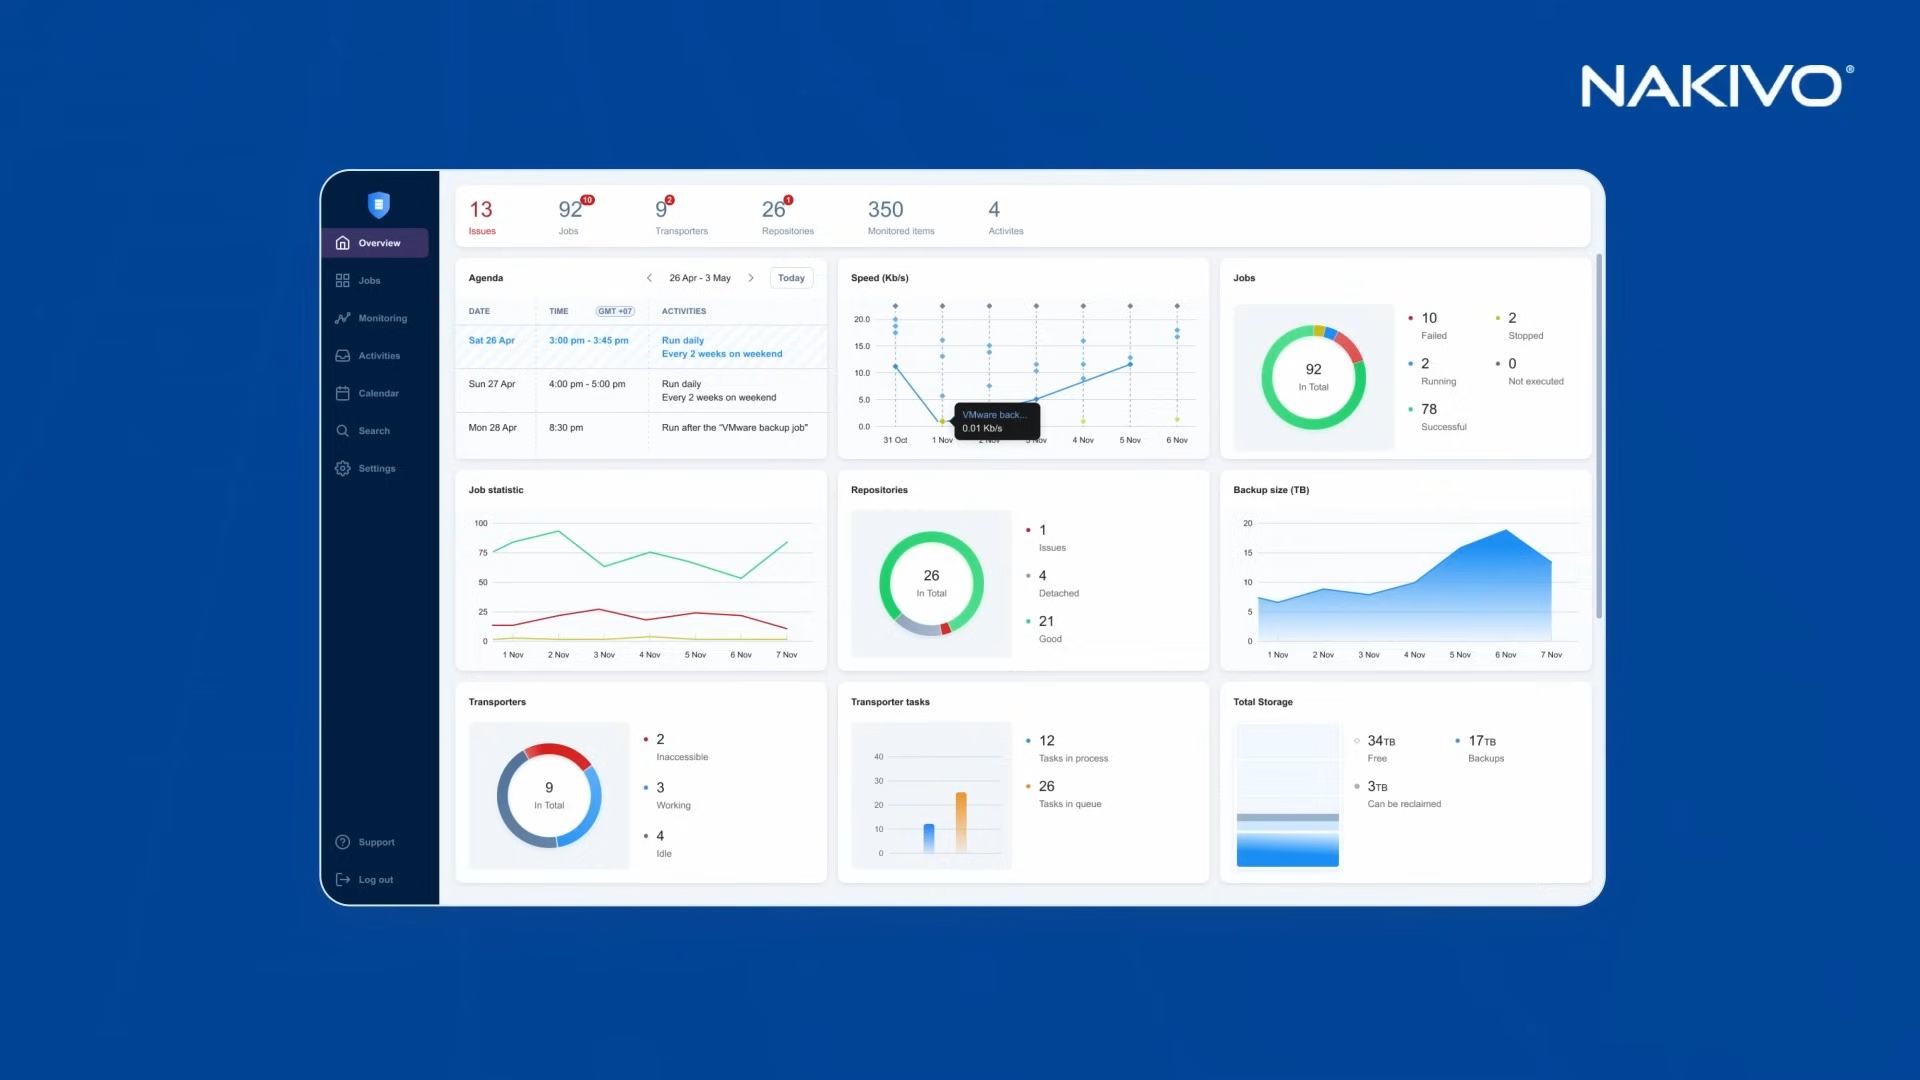 NAKIVO®
13
Issues
92 10
Jobs
9 2
Transporters
26 1
Repositories
350
Monitored items
4
Activites
Overview
Jobs
Monitoring
Activities
Calendar
Search
Settings
Support
Log out
Agenda
26 Apr - 3 May
Today
DATE TIME GMT +07 ACTIVITIES
Sat 26 Apr 3:00 pm - 3:45 pm Run daily
Every 2 weeks on weekend
Sun 27 Apr 4:00 pm - 5:00 pm Run daily
Every 2 weeks on weekend
Mon 28 Apr 8:30 pm Run after the "VMware backup job"
Speed (Kb/s)
20.0
15.0
10.0
5.0
0.0
VMware back...
0.01 Kb/s
31 Oct 1 Nov 2 Nov 3 Nov 4 Nov 5 Nov 6 Nov
Jobs
92
In Total
10
Failed
2
Stopped
2
Running
0
Not executed
78
Successful
Job statistic
100
75
50
25
0
1 Nov 2 Nov 3 Nov 4 Nov 5 Nov 6 Nov 7 Nov
Repositories
26
In Total
1
Issues
4
Detached
21
Good
Backup size (TB)
20
15
10
5
0
1 Nov 2 Nov 3 Nov 4 Nov 5 Nov 6 Nov 7 Nov
Transporters
9
In Total
2
Inaccessible
3
Working
4
Idle
Transporter tasks
40
30
20
10
0
12
Tasks in process
26
Tasks in queue
Total Storage
34TB
Free
17TB
Backups
3TB
Can be reclaimed